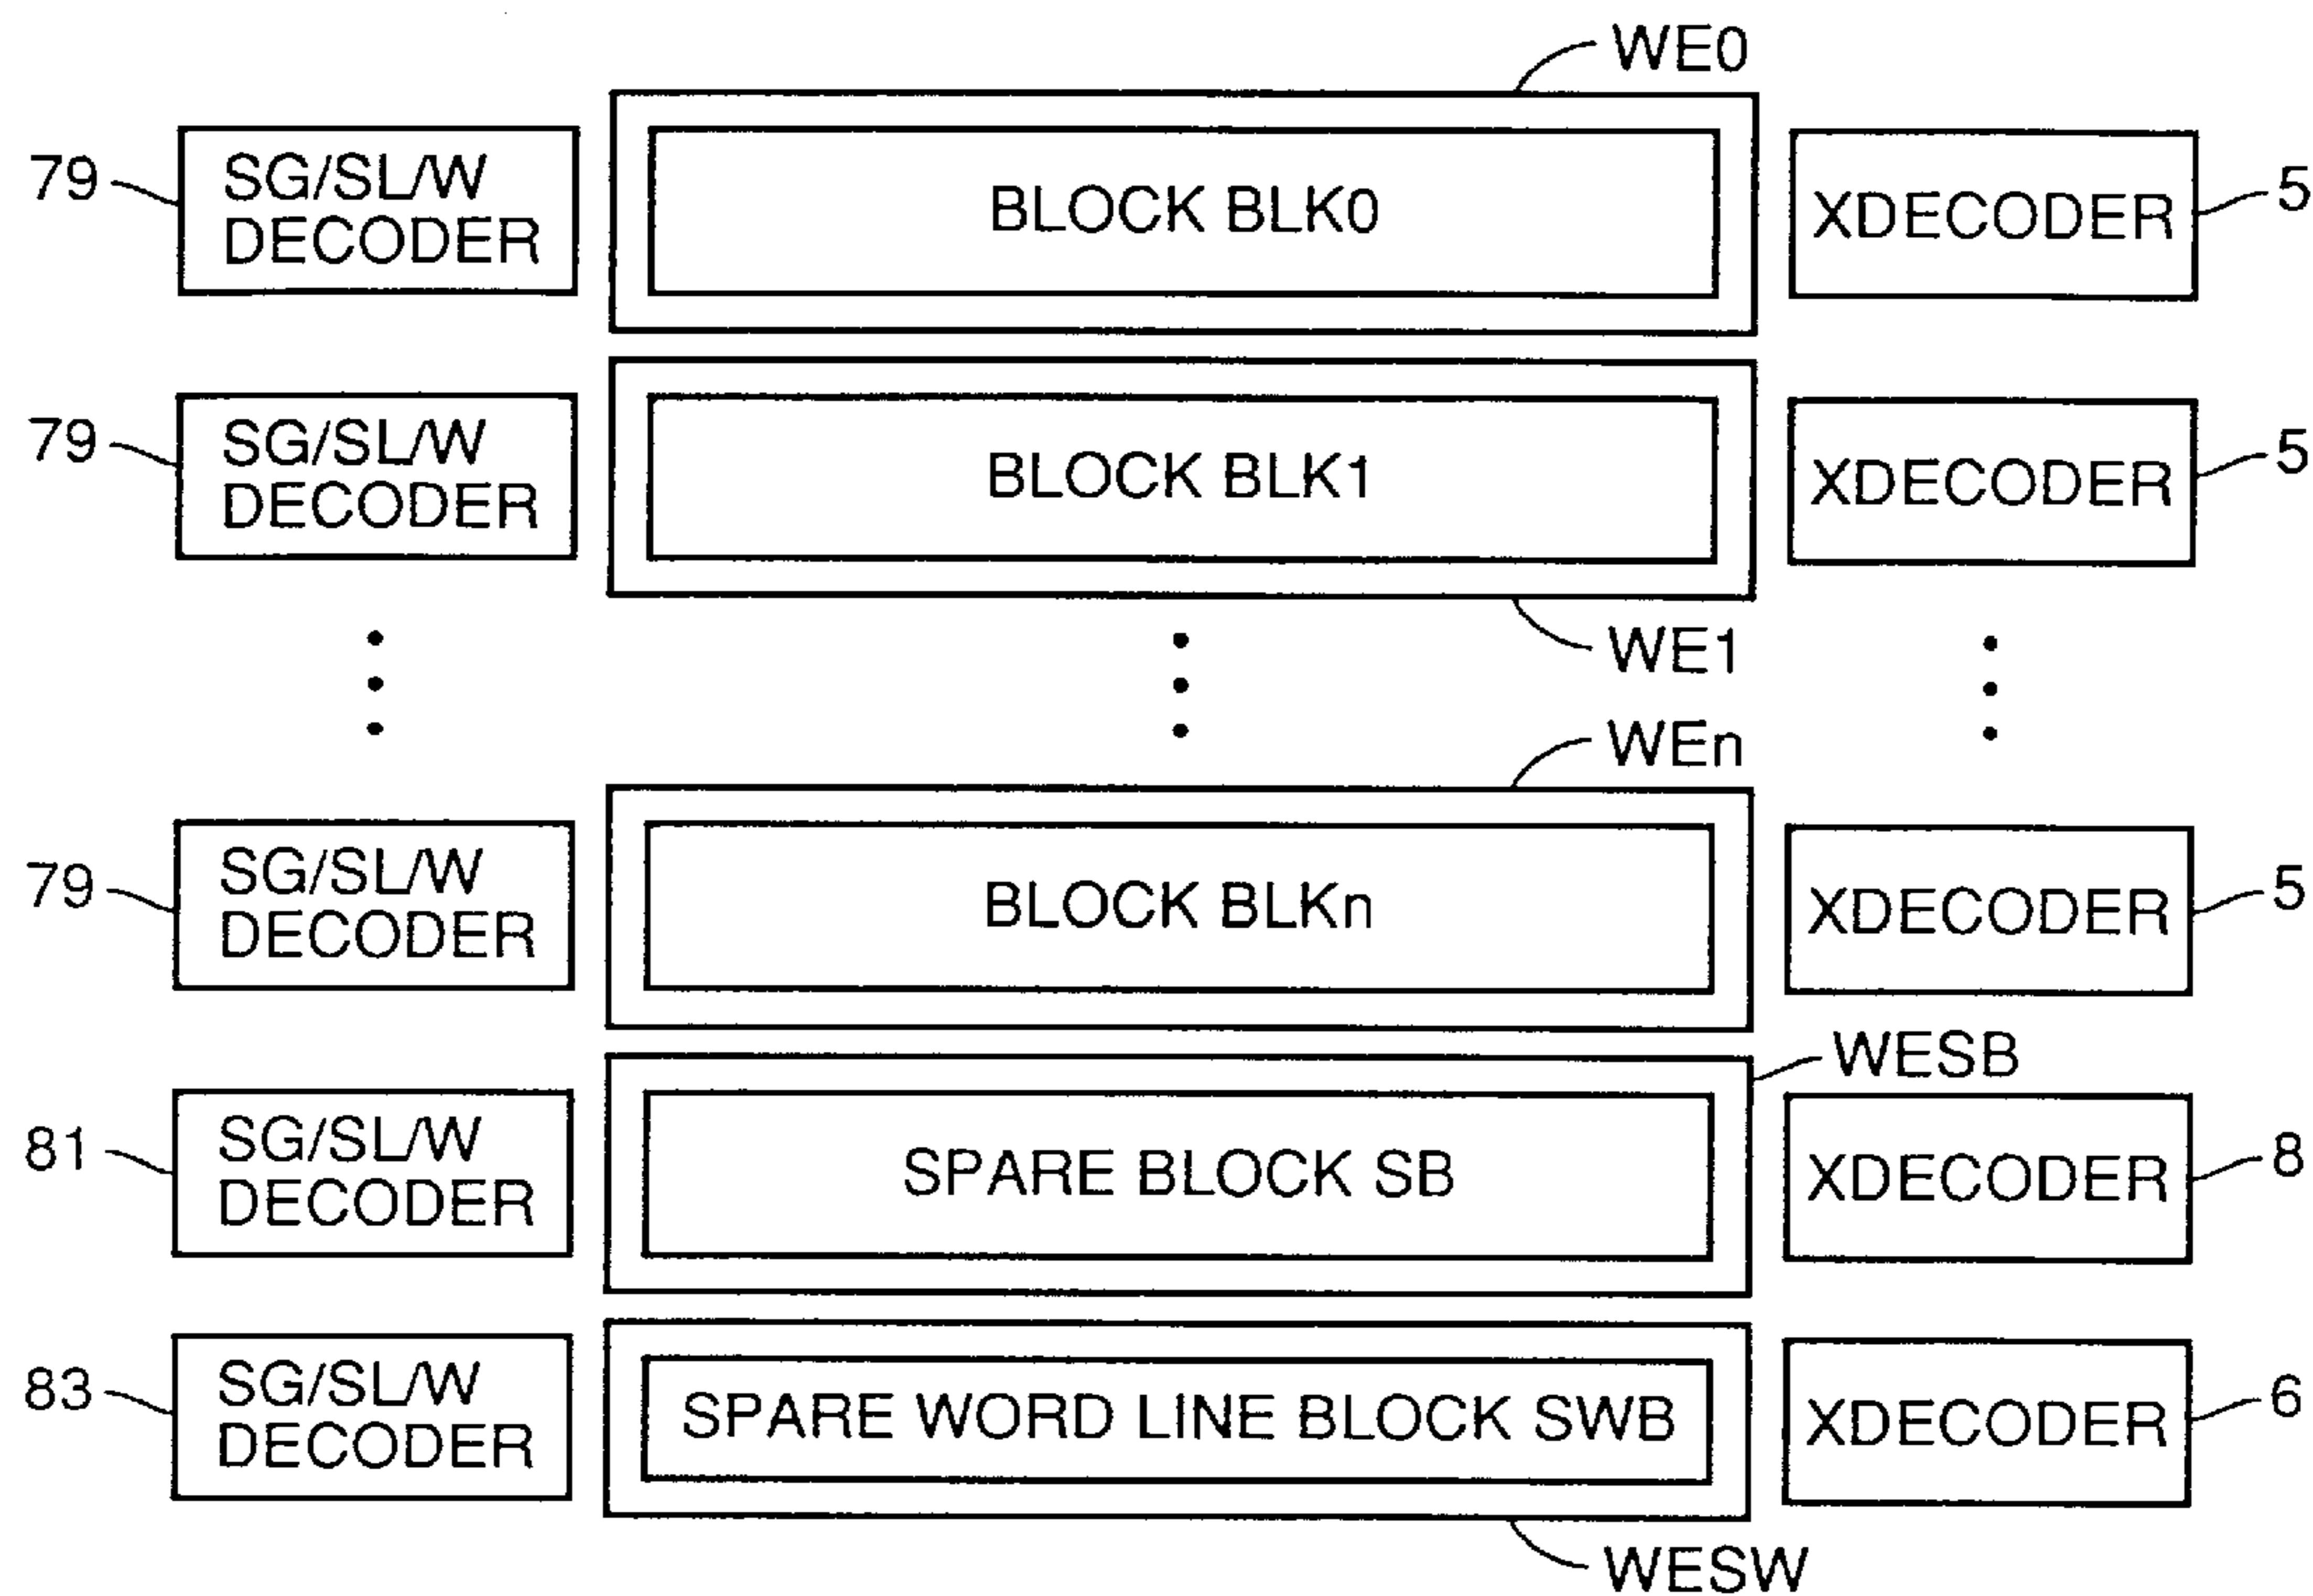 WE0
79
SG/SL/W
DECODER
BLOCK BLK0
XDECODER
5
79
SG/SL/W
DECODER
BLOCK BLK1
XDECODER
5
WE1
WEn
79
SG/SL/W
DECODER
BLOCK BLKn
XDECODER
5
WESB
81
SG/SL/W
DECODER
SPARE BLOCK SB
XDECODER
8
83
SG/SL/W
DECODER
SPARE WORD LINE BLOCK SWB
XDECODER
6
WESW